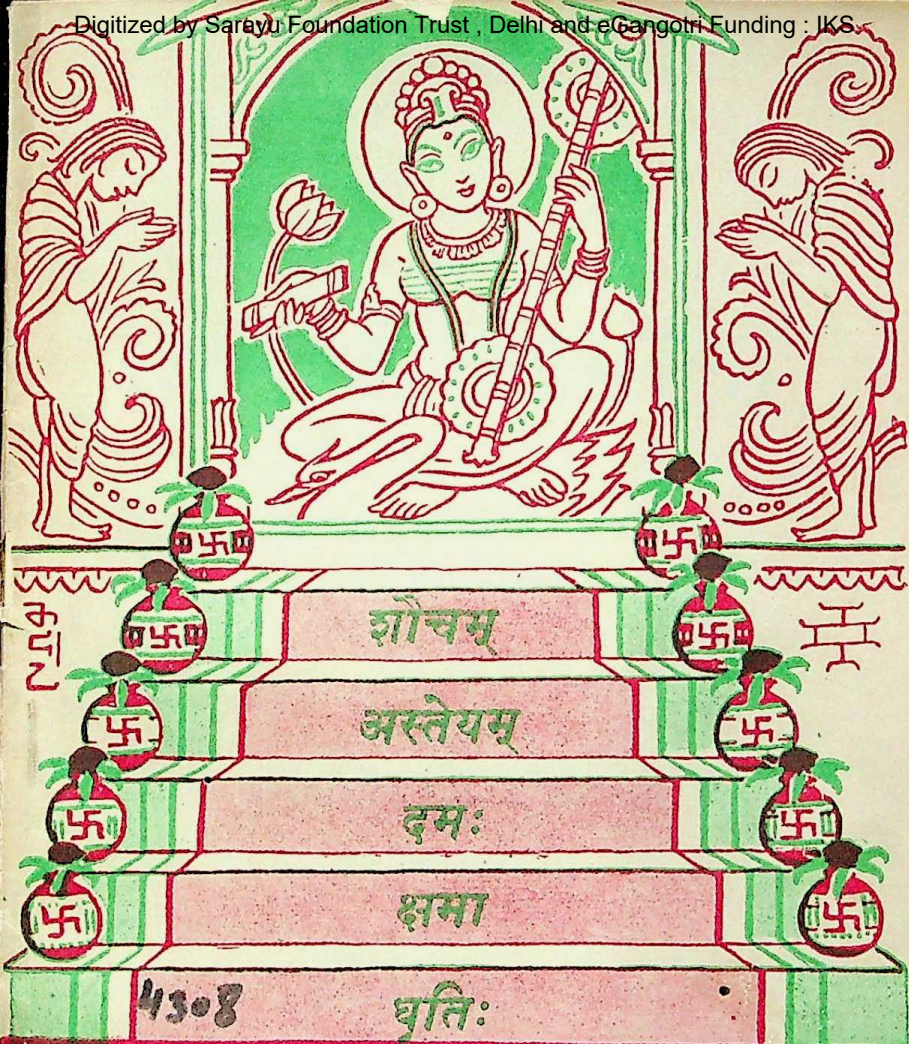 Digitized by Sarayu Foundation Trust , Delhi and eGangotri Funding : IKS
शौचम्
अस्तेयम्
दमः
क्षमा
धृतिः
4308